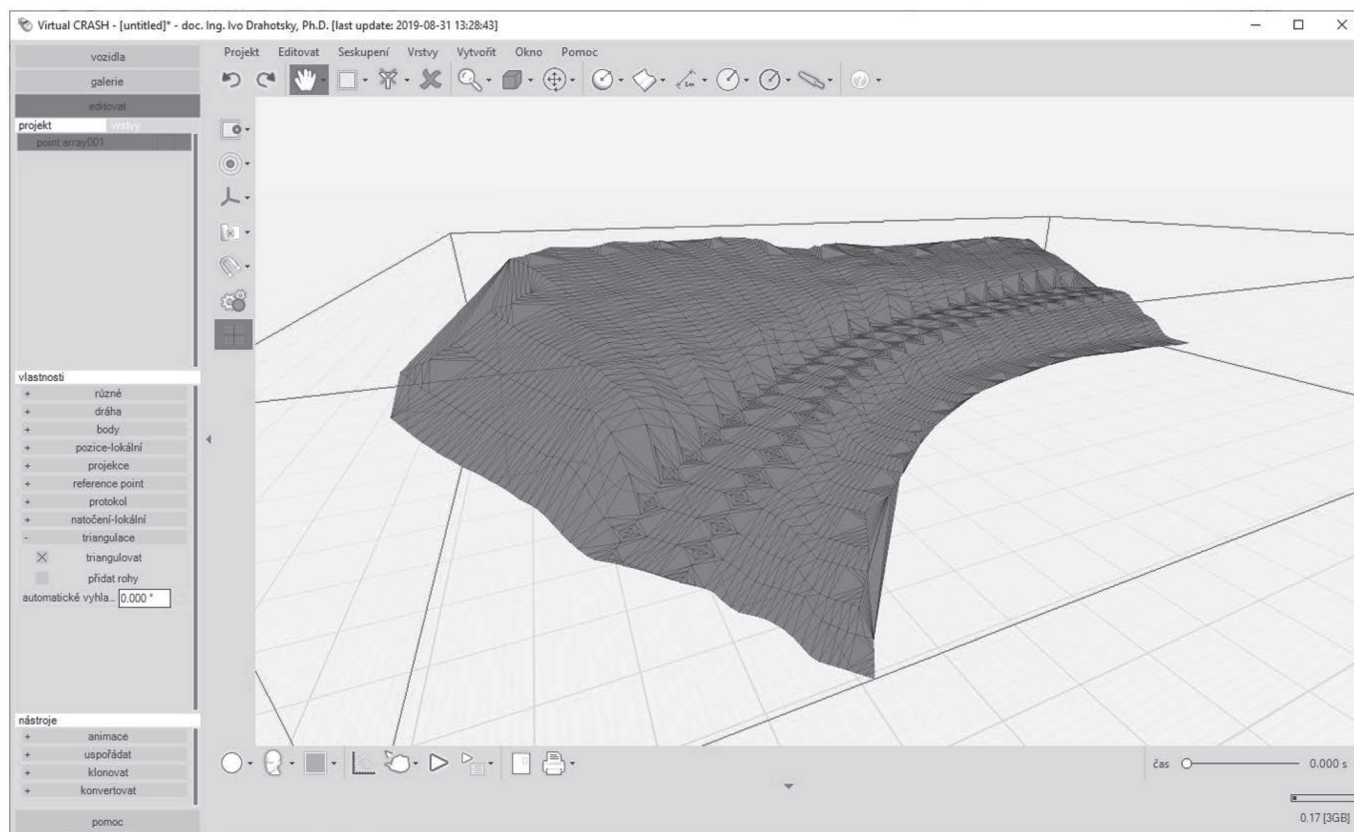 Virtual CRASH - [untitled]* - doc. Ing. Ivo Drahotsky, Ph.D. [last update: 2019-08-31 13:28:43]
vozidla
galerie
editovat
projekt vrstvy
point array001
Projekt Editovat Seskupení Vrstvy Vytvořit Okno Pomoc
1m
vlastnosti
+ různé
+ dráha
+ body
+ pozice-lokální
+ projekce
+ reference point
+ protokol
+ natočení-lokální
- triangulace
triangulovat
přidat rohy
automatické vyhla... 0.000 °
nástroje
+ animace
+ uspořádat
+ klonovat
+ konvertovat
pomoc
čas 0.000 s
0.17 [3GB]